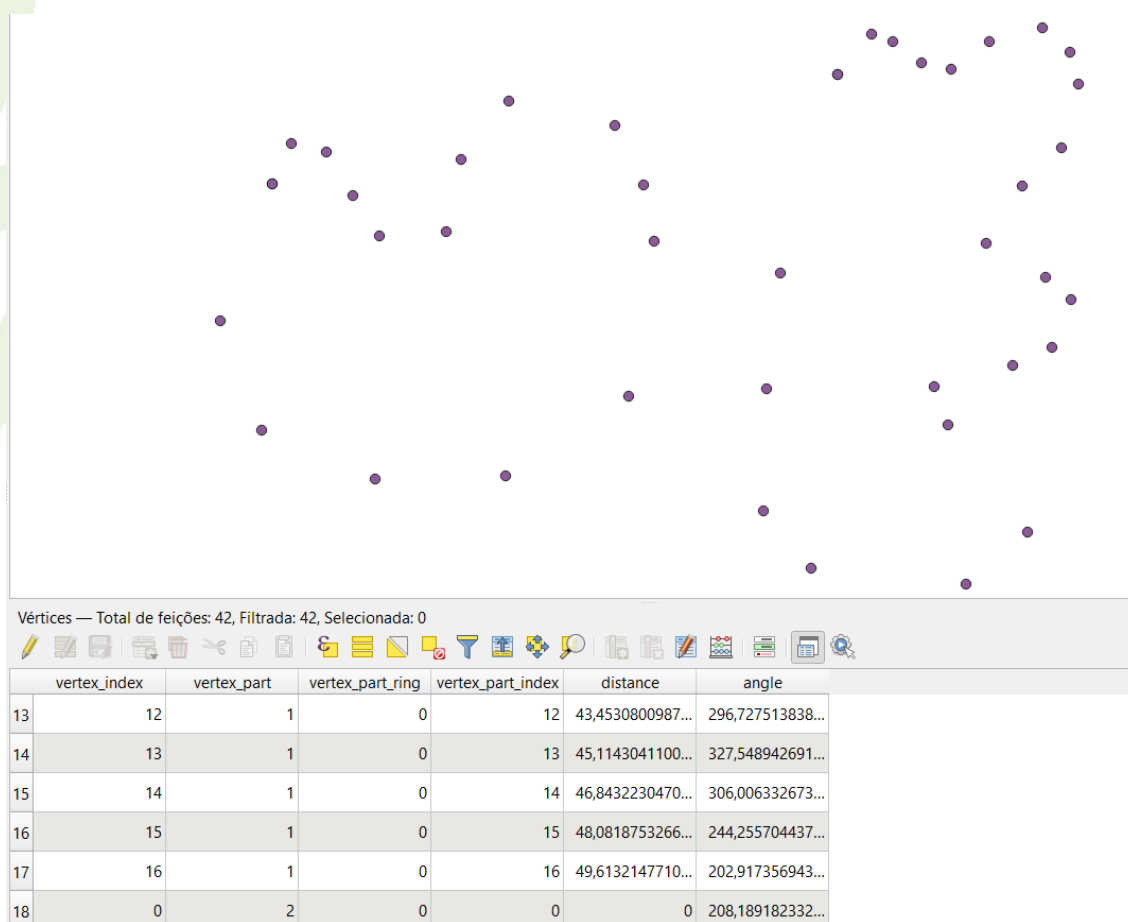 Vértices — Total de feições: 42, Filtrada: 42, Selecionada: 0
vertex_index vertex_part vertex_part_ring vertex_part_index distance angle
13 12 1 0 12 43,4530800987... 296,727513838...
14 13 1 0 13 45,1143041100... 327,548942691...
15 14 1 0 14 46,8432230470... 306,006332673...
16 15 1 0 15 48,0818753266... 244,255704437...
17 16 1 0 16 49,6132147710... 202,917356943...
18 0 2 0 0 0 208,189182332...